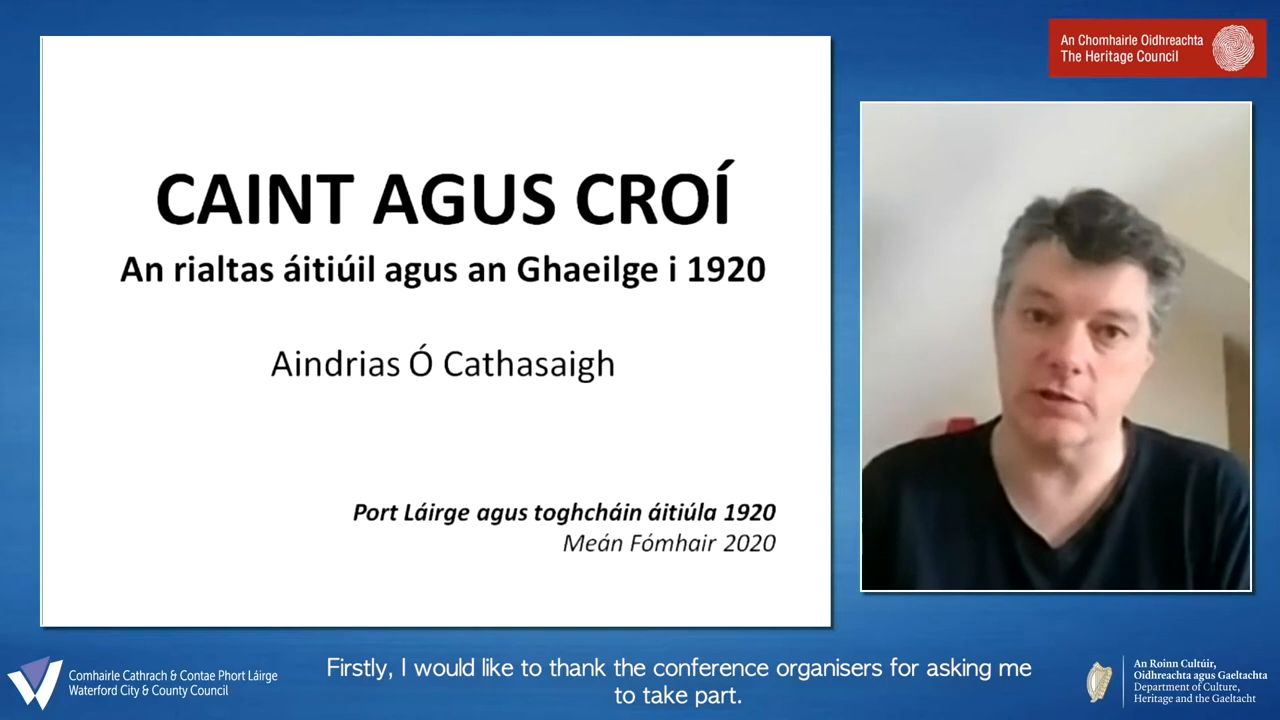 An Chomhairle Oidhreachta
The Heritage Council
CAINT AGUS CROÍ
An rialtas áitiúil agus an Ghaeilge i 1920
Aindrias Ó Cathasaigh
Port Láirge agus toghcháin áitiúla 1920
Meán Fómhair 2020
Comhairle Cathrach & Contae Phort Láirge
Waterford City & County Council
Firstly, I would like to thank the conference organisers for asking me
to take part.
An Roinn Cultúir,
Oidhreachta agus Gaeltachta
Department of Culture,
Heritage and the Gaeltacht